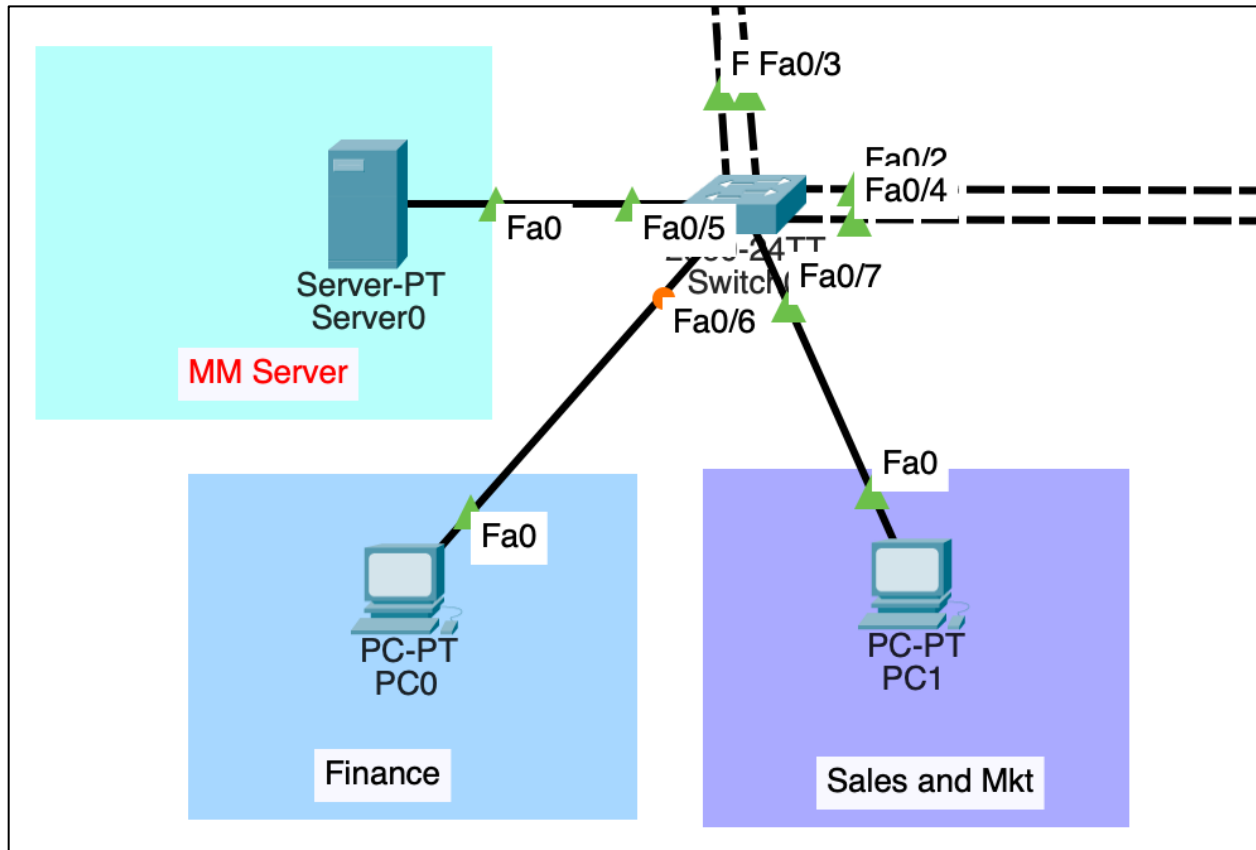 F
Fa0/3
Fa0/2
Fa0/4
Fa0
Fa0/5
Fa0/7
Fa0/6
Server-PT
Server0
MM Server
Fa0
Fa0
PC-PT
PC0
PC-PT
PC1
Finance
Sales and Mkt